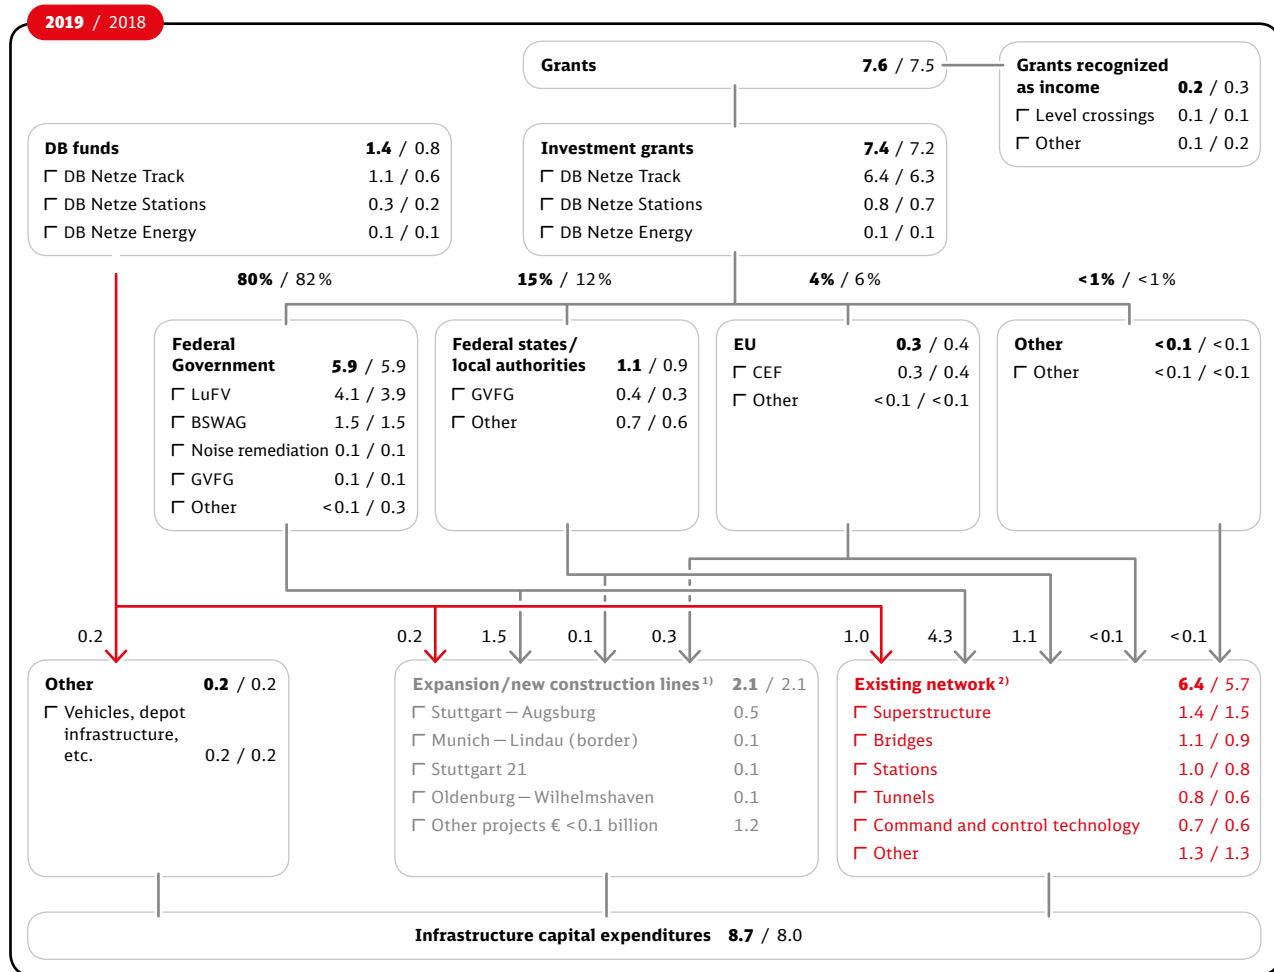 2019 / 2018
Grants 7.6 / 7.5
Grants recognized
as income 0.2 / 0.3
Level crossings 0.1 / 0.1
Other 0.1 / 0.2
DB funds 1.4 / 0.8
DB Netze Track 1.1 / 0.6
DB Netze Stations 0.3 / 0.2
DB Netze Energy 0.1 / 0.1
Investment grants 7.4 / 7.2
DB Netze Track 6.4 / 6.3
DB Netze Stations 0.8 / 0.7
DB Netze Energy 0.1 / 0.1
80% / 82% 15% / 12% 4% / 6% <1% / <1%
Federal
Government 5.9 / 5.9
LuFV 4.1 / 3.9
BSWAG 1.5 / 1.5
Noise remediation 0.1 / 0.1
GVFG 0.1 / 0.1
Other <0.1 / 0.3
Federal states/
local authorities 1.1 / 0.9
GVFG 0.4 / 0.3
Other 0.7 / 0.6
EU 0.3 / 0.4
CEF 0.3 / 0.4
Other <0.1 / <0.1
Other <0.1 / <0.1
Other <0.1 / <0.1
0.2 0.2 1.5 0.1 0.3 1.0 4.3 1.1 <0.1 <0.1
Other 0.2 / 0.2
Vehicles, depot
infrastructure,
etc. 0.2 / 0.2
Expansion/new construction lines 1) 2.1 / 2.1
Stuttgart – Augsburg 0.5
Munich – Lindau (border) 0.1
Stuttgart 21 0.1
Oldenburg – Wilhelmshaven 0.1
Other projects € <0.1 billion 1.2
Existing network 2) 6.4 / 5.7
Superstructure 1.4 / 1.5
Bridges 1.1 / 0.9
Stations 1.0 / 0.8
Tunnels 0.8 / 0.6
Command and control technology 0.7 / 0.6
Other 1.3 / 1.3
Infrastructure capital expenditures 8.7 / 8.0